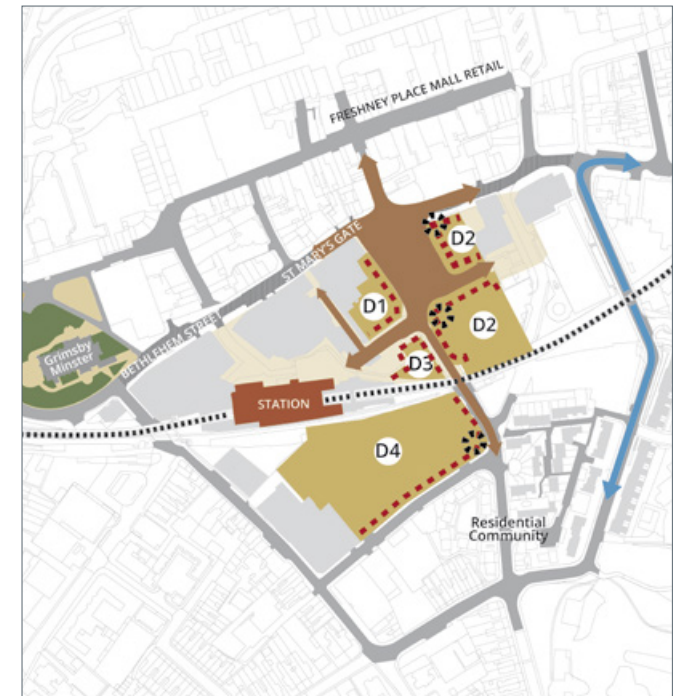 FRESHNEY PLACE MALL RETAIL
ST MARY'S GATE
D2
D1
D2
BETHLEHEM STREET
Grimsby
Minster
D3
STATION
D4
Residential
Community